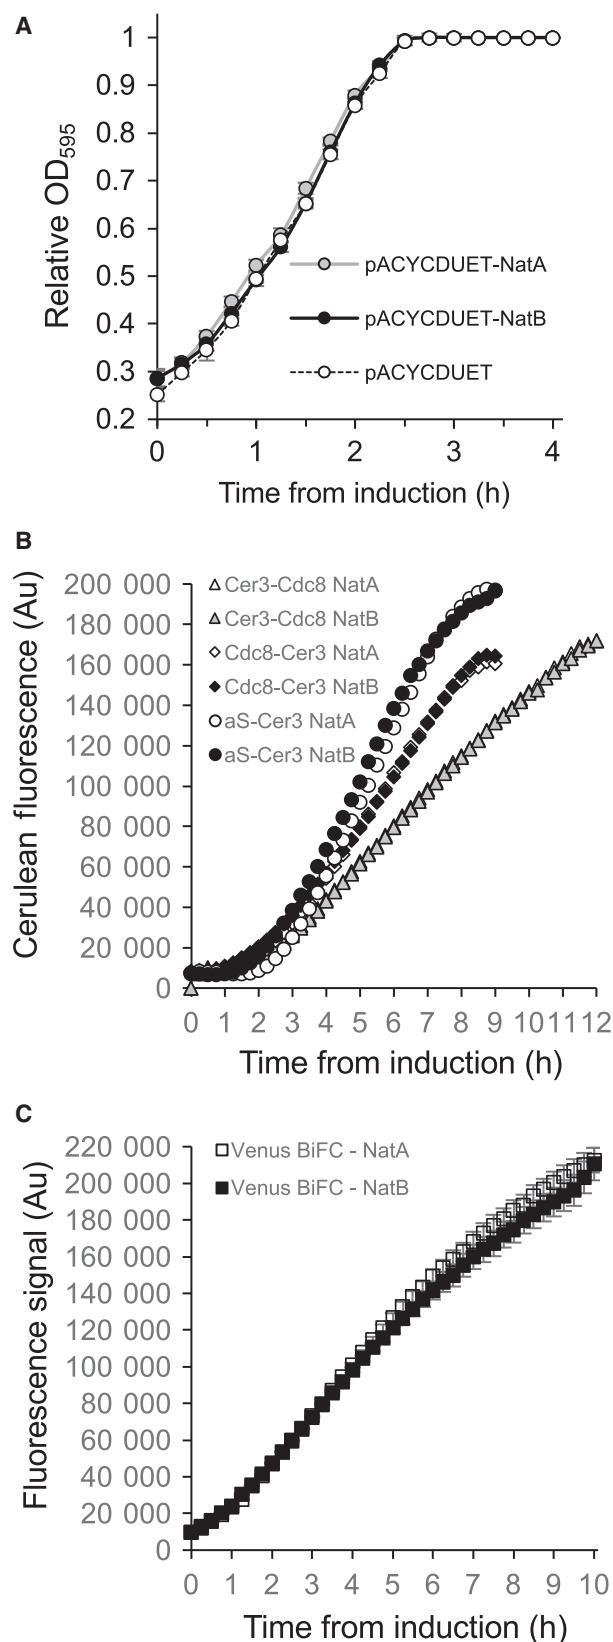 A
1
0.9
0.8
0.7
0.6
0.5
0.4
0.3
0.2
Relative OD595
pACYCDUET-NatA
pACYCDUET-NatB
pACYCDUET
0 1 2 3 4
Time from induction (h)
B
200 000
180 000
160 000
140 000
120 000
100 000
80 000
60 000
40 000
20 000
0
Cerulean fluorescence (Au)
Cer3-Cdc8 NatA
Cer3-Cdc8 NatB
Cdc8-Cer3 NatA
Cdc8-Cer3 NatB
aS-Cer3 NatA
aS-Cer3 NatB
0 1 2 3 4 5 6 7 8 9 10 11 12
Time from induction (h)
C
220 000
200 000
180 000
160 000
140 000
120 000
100 000
80 000
60 000
40 000
20 000
0
Fluorescence signal (Au)
Venus BiFC - NatA
Venus BiFC - NatB
0 1 2 3 4 5 6 7 8 9 10
Time from induction (h)